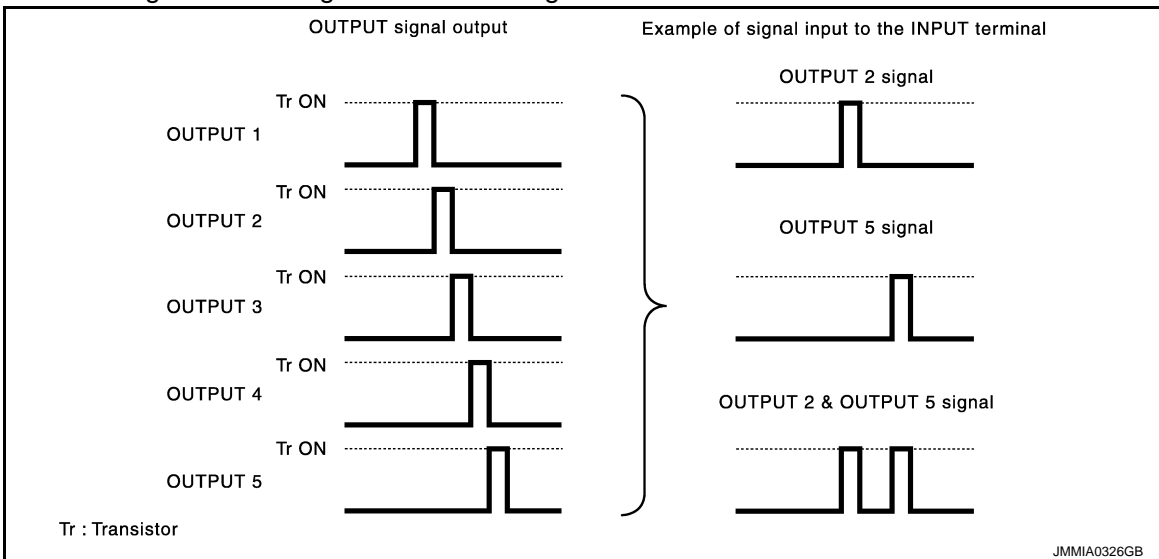 OUTPUT signal output
Example of signal input to the INPUT terminal
Tr ON
OUTPUT 1
Tr ON
OUTPUT 2
Tr ON
OUTPUT 3
Tr ON
OUTPUT 4
Tr ON
OUTPUT 5
OUTPUT 2 signal
OUTPUT 5 signal
OUTPUT 2 & OUTPUT 5 signal
Tr : Transistor
JMMIA0326GB